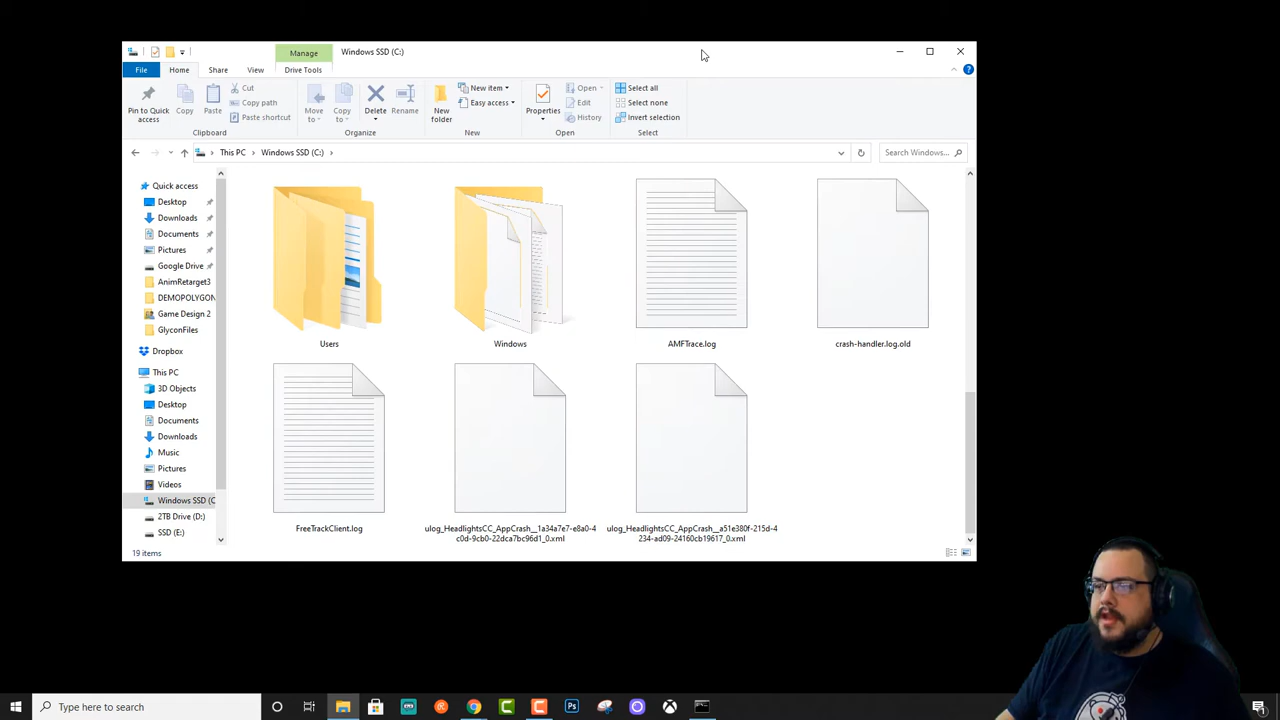 Manage
Windows SSD (C:)
File
Home
Share
View
Drive Tools
Pin to Quick access
Copy
Paste
Cut
Copy path
Paste shortcut
Clipboard
Move to
Copy to
Delete
Rename
Organize
New folder
New item
Easy access
New
Properties
Open
Edit
History
Open
Select all
Select none
Invert selection
Select
This PC > Windows SSD (C:) >
Search Windows...
Quick access
Desktop
Downloads
Documents
Pictures
Google Drive
AnimRetarget3
DEMOPOLYGON
Game Design 2
GlyconFiles
Dropbox
This PC
3D Objects
Desktop
Documents
Downloads
Music
Pictures
Videos
Windows SSD (C
2TB Drive (D:)
SSD (E:)
Users
Windows
AMFTrace.log
crash-handler.log.old
FreeTrackClient.log
ulog_HeadlightsCC_AppCrash__1a34a7e7-e8a0-4
c0d-9cb0-22dca7bc96d1_0.xml
ulog_HeadlightsCC_AppCrash__a51e380f-215d-4
234-ad09-24160cb19617_0.xml
19 items
Type here to search